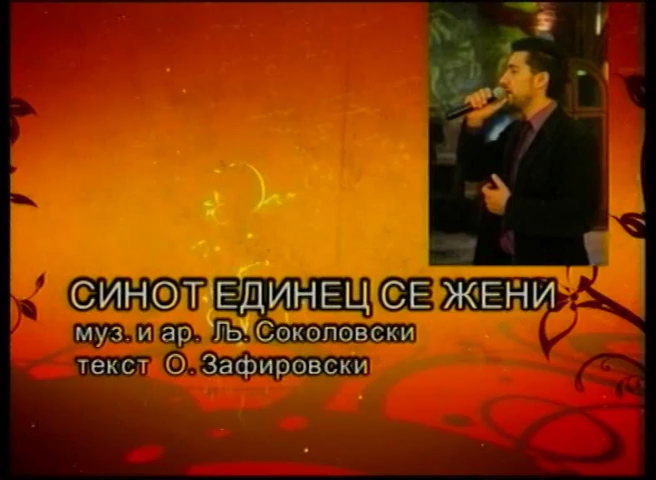 СИНОТ ЕДИНЕЦ СЕ ЖЕНИ
муз. и ар. Љ. Соколовски
текст О. Зафировски